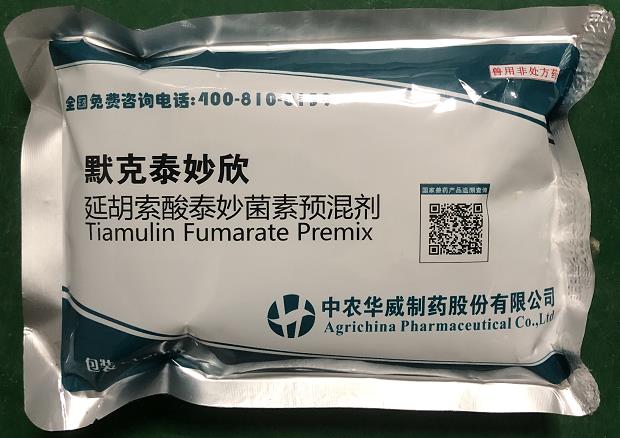 兽用非处方药
全国免费咨询电话:400-810-
默克泰妙欣
延胡索酸泰妙菌素预混剂
Tiamulin Fumarate Premix
国家兽药产品追溯查询
中农华威制药股份有限公司
Agrichina Pharmaceutical Co.,Ltd
包装